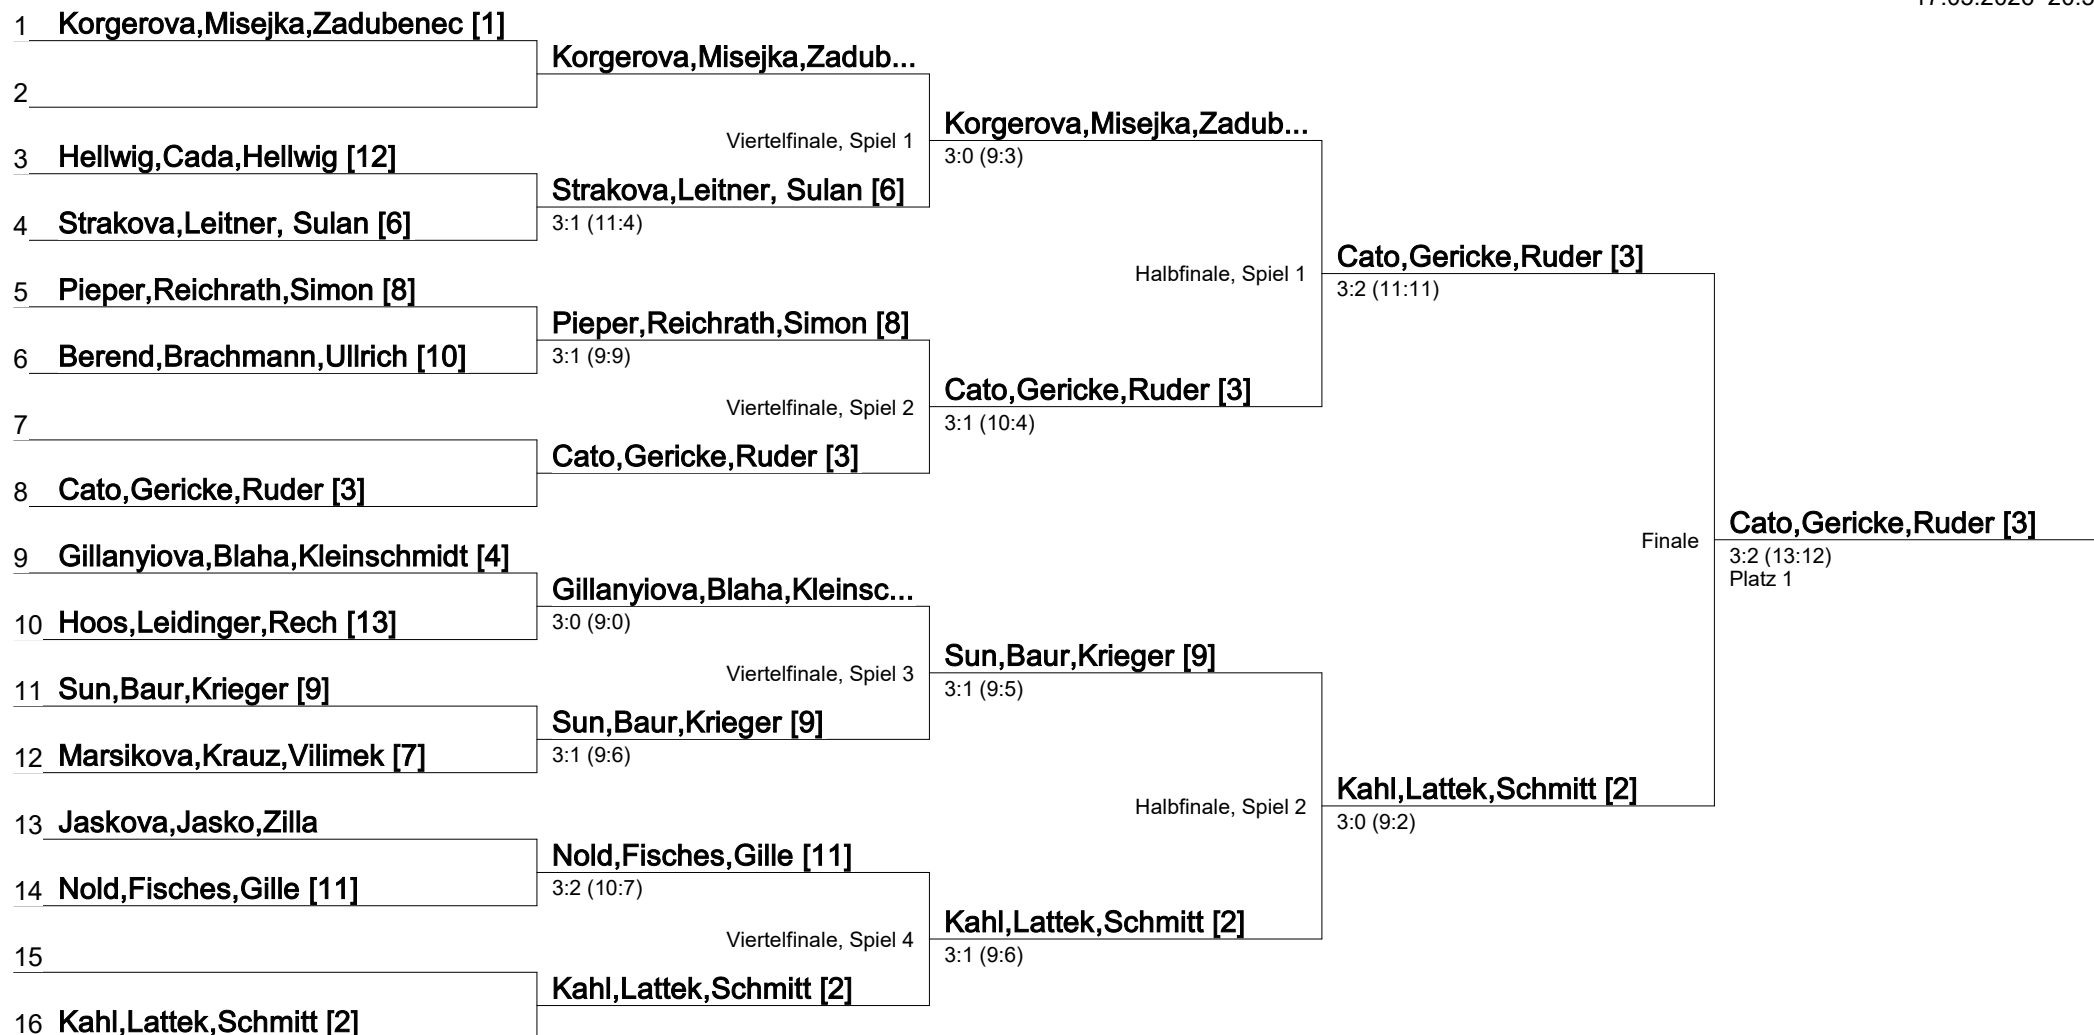 1 Korgerova,Misejka,Zadubenec [1]
Korgerova,Misejka,Zadub...
2
Viertelfinale, Spiel 1
Korgerova,Misejka,Zadub...
3:0 (9:3)
3 Hellwig,Cada,Hellwig [12]
Strakova,Leitner, Sulan [6]
3:1 (11:4)
4 Strakova,Leitner, Sulan [6]
Halbfinale, Spiel 1
Cato,Gericke,Ruder [3]
3:2 (11:11)
5 Pieper,Reichrath,Simon [8]
Pieper,Reichrath,Simon [8]
3:1 (9:9)
6 Berend,Brachmann,Ullrich [10]
Viertelfinale, Spiel 2
Cato,Gericke,Ruder [3]
3:1 (10:4)
7
Cato,Gericke,Ruder [3]
8 Cato,Gericke,Ruder [3]
Finale
Cato,Gericke,Ruder [3]
3:2 (13:12)
Platz 1
9 Gillanyiova,Blaha,Kleinschmidt [4]
Gillanyiova,Blaha,Kleinsc...
3:0 (9:0)
10 Hoos,Leidinger,Rech [13]
Viertelfinale, Spiel 3
Sun,Baur,Krieger [9]
3:1 (9:5)
11 Sun,Baur,Krieger [9]
Sun,Baur,Krieger [9]
3:1 (9:6)
12 Marsikova,Krauz,Vilimek [7]
Halbfinale, Spiel 2
Kahl,Lattek,Schmitt [2]
3:0 (9:2)
13 Jaskova,Jasko,Zilla
Nold,Fisches,Gille [11]
3:2 (10:7)
14 Nold,Fisches,Gille [11]
Viertelfinale, Spiel 4
Kahl,Lattek,Schmitt [2]
3:1 (9:6)
15
Kahl,Lattek,Schmitt [2]
16 Kahl,Lattek,Schmitt [2]